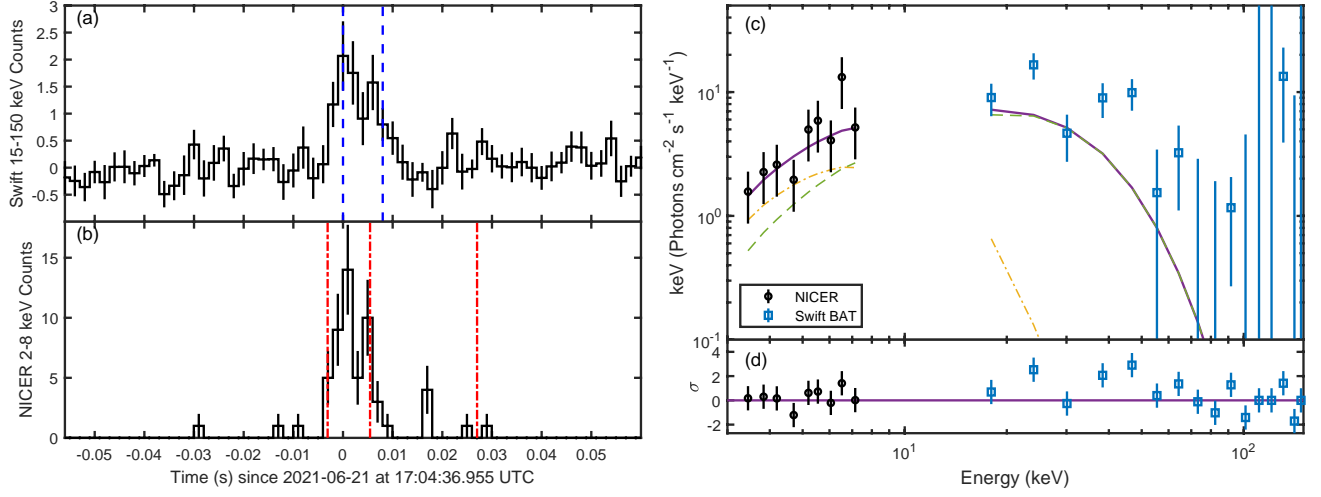 (a)
Swift 15-150 keV Counts
3
2.5
2
1.5
1
0.5
0
-0.5
(b)
NICER 2-8 keV Counts
15
10
5
0
-0.05 -0.04 -0.03 -0.02 -0.01 0 0.01 0.02 0.03 0.04 0.05
Time (s) since 2021-06-21 at 17:04:36.955 UTC
(c)
keV (Photons cm-2 s-1 keV-1)
10 1
10 0
10 -1
NICER
Swift BAT
(d)
σ
4
2
0
-2
10 1 10 2
Energy (keV)